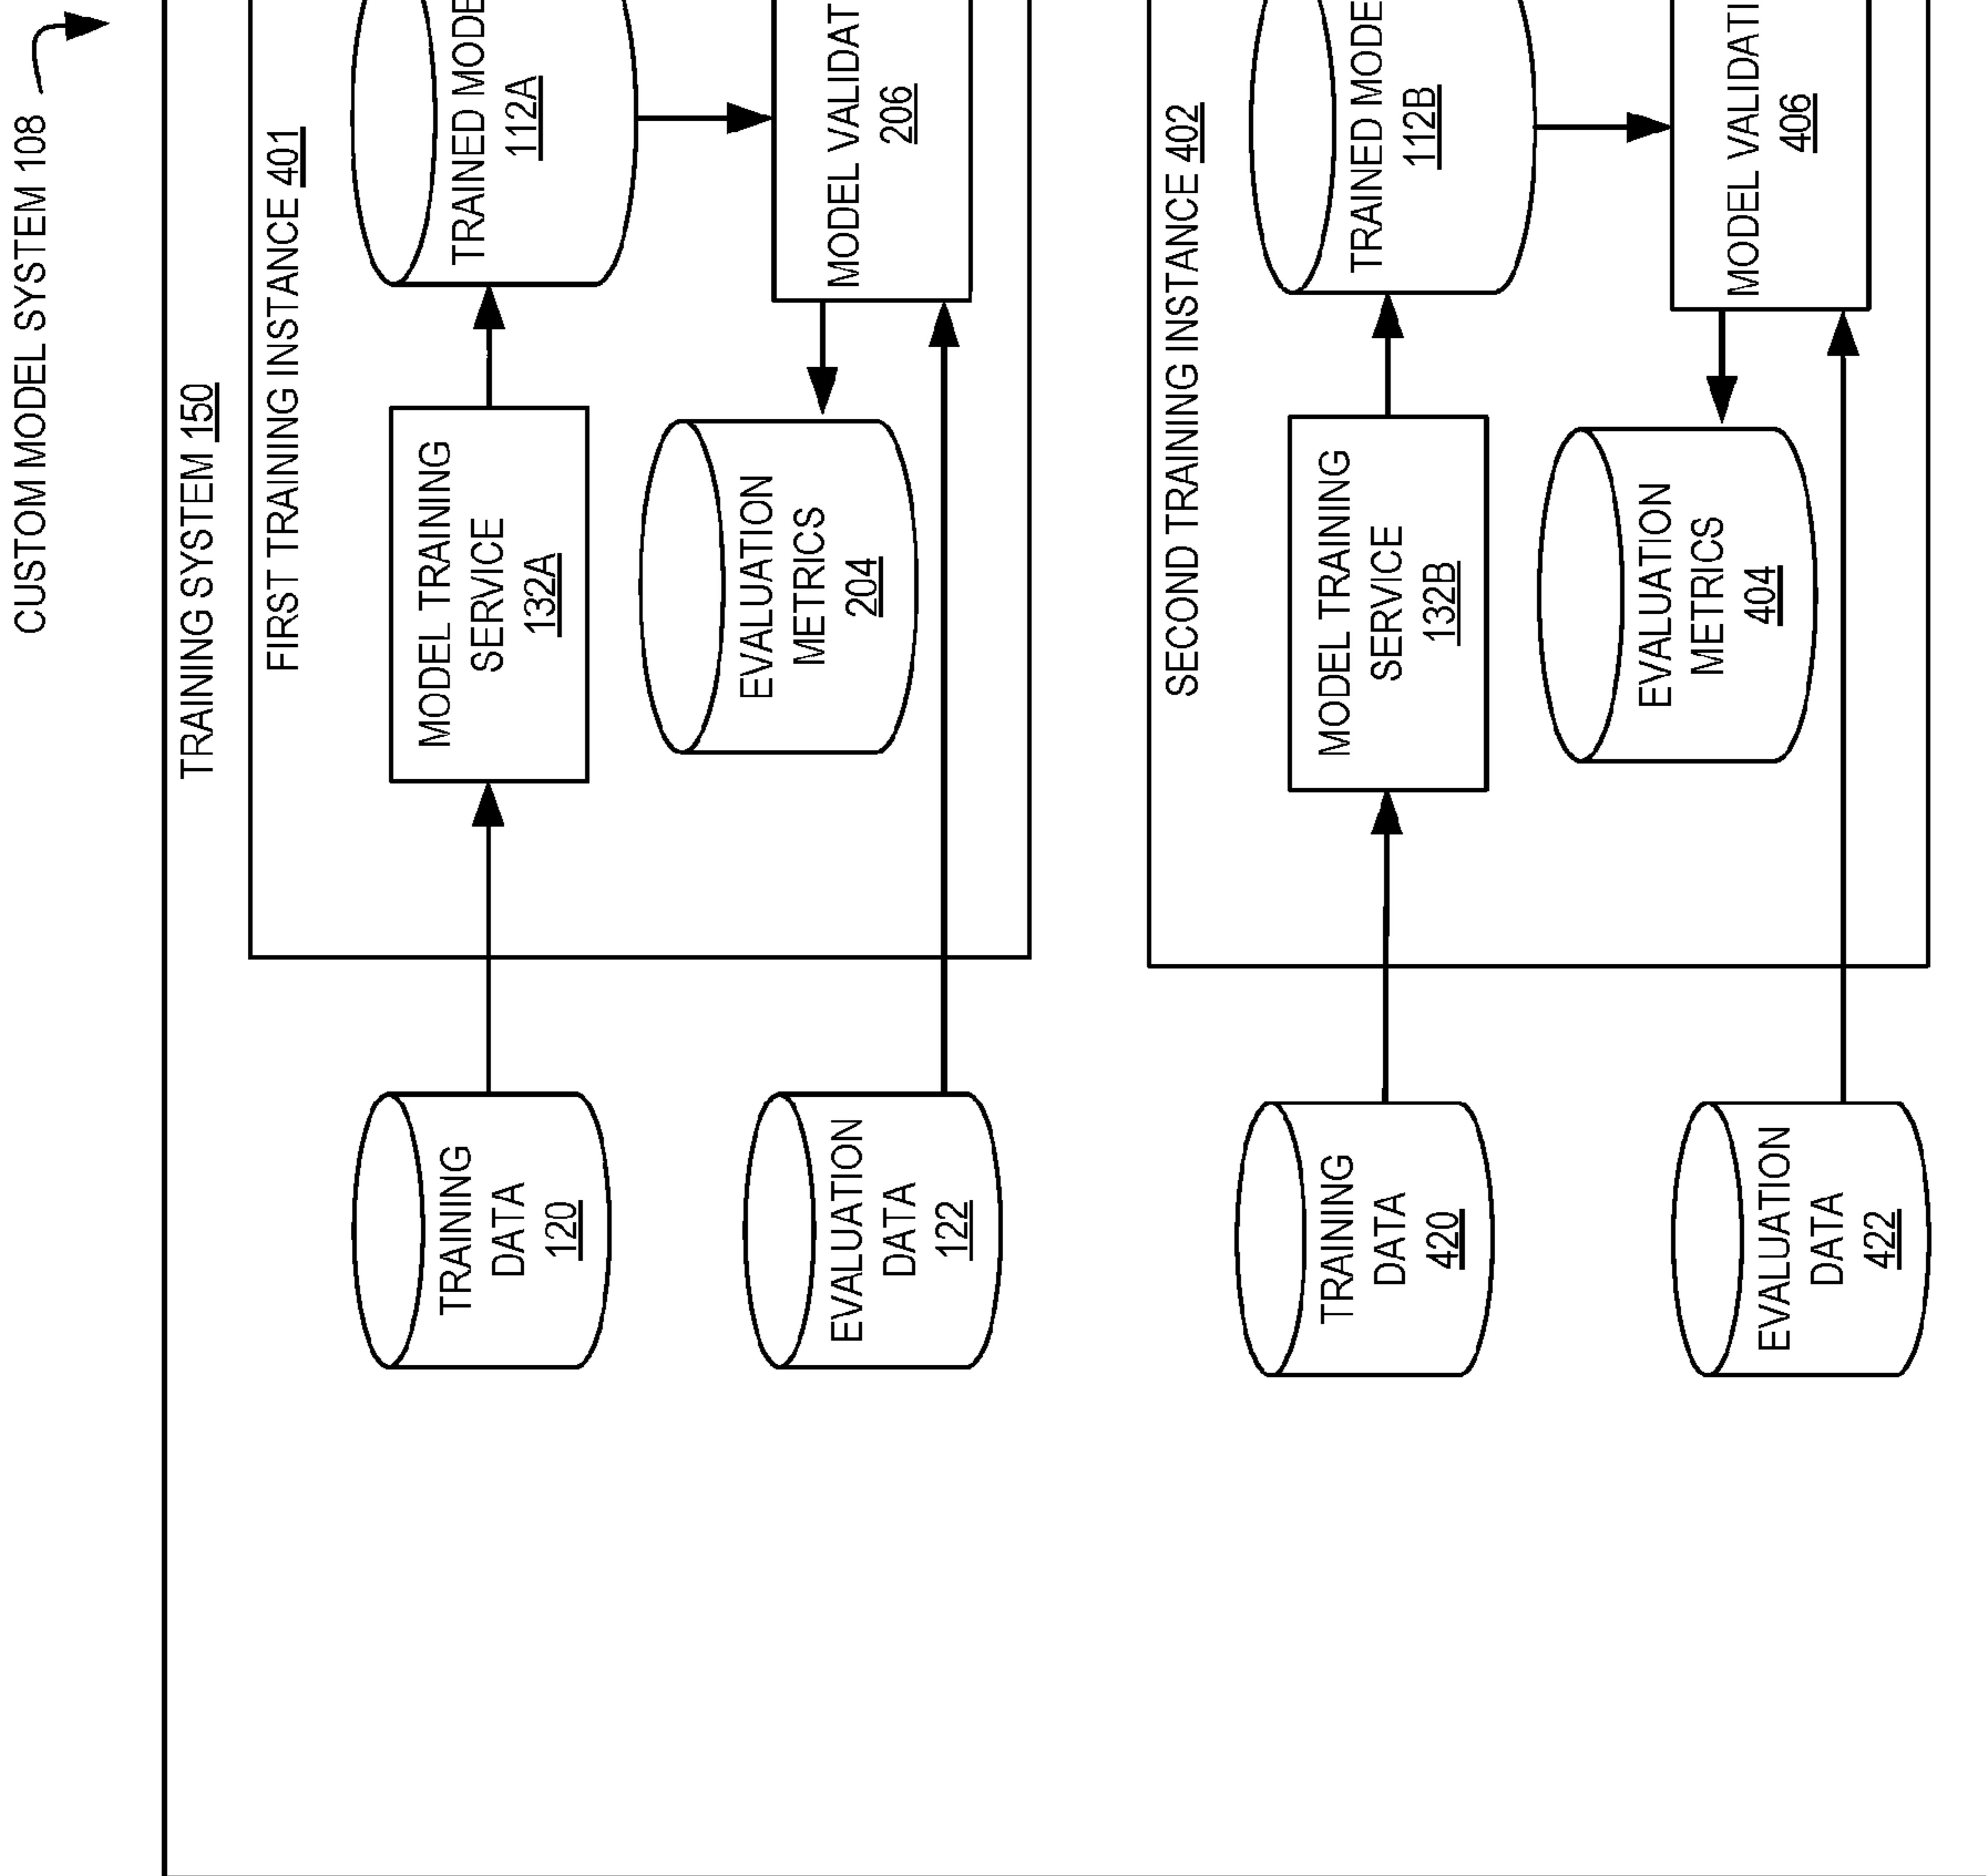 CUSTOM MODEL SYSTEM 108
TRAINING SYSTEM 150
FIRST TRAINING INSTANCE 401
TRAINING
DATA
120
MODEL TRAINING
SERVICE
132A
TRAINED MODE
112A
EVALUATION
DATA
122
EVALUATION
METRICS
204
MODEL VALIDAT
206
SECOND TRAINING INSTANCE 402
TRAINING
DATA
420
MODEL TRAINING
SERVICE
132B
TRAINED MODE
112B
EVALUATION
DATA
422
EVALUATION
METRICS
404
MODEL VALIDATI
406